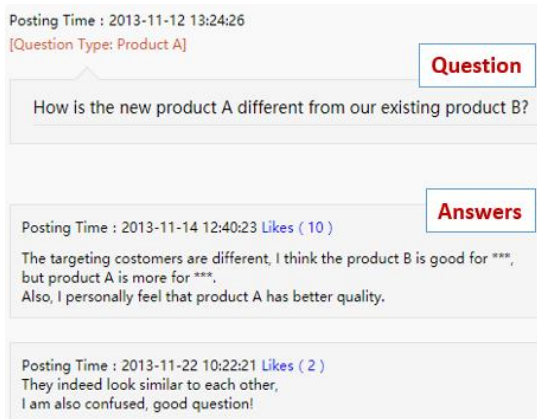 Posting Time : 2013-11-12 13:24:26
[Question Type: Product A]
Question
How is the new product A different from our existing product B?
Answers
Posting Time : 2013-11-14 12:40:23 Likes ( 10 )
The targeting costomers are different, I think the product B is good for ***,
but product A is more for ***.
Also, I personally feel that product A has better quality.
Posting Time : 2013-11-22 10:22:21 Likes ( 2 )
They indeed look similar to each other,
I am also confused, good question!